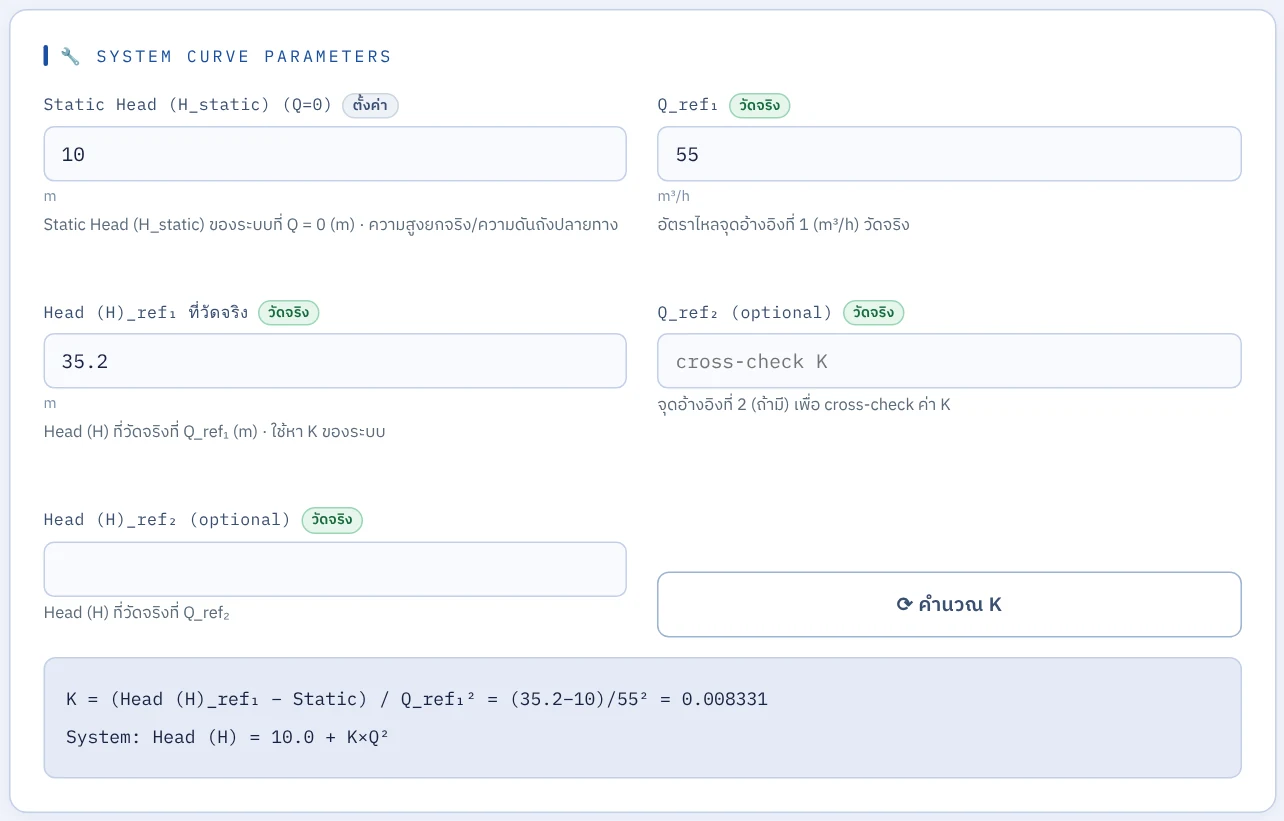 🔧 SYSTEM CURVE PARAMETERS
Static Head (H_static) (Q=0) ตั้งค่า
10
m
Static Head (H_static) ของระบบที่ Q = 0 (m) · ความสูงยกจริง/ความดันถังปลายทาง
Q_ref₁ วัดจริง
55
m³/h
อัตราไหลจุดอ้างอิงที่ 1 (m³/h) วัดจริง
Head (H)_ref₁ ที่วัดจริง วัดจริง
35.2
m
Head (H) ที่วัดจริงที่ Q_ref₁ (m) · ใช้หา K ของระบบ
Q_ref₂ (optional) วัดจริง
cross-check K
จุดอ้างอิงที่ 2 (ถ้ามี) เพื่อ cross-check ค่า K
Head (H)_ref₂ (optional) วัดจริง
Head (H) ที่วัดจริงที่ Q_ref₂
⟳ คำนวณ K
K = (Head (H)_ref₁ − Static) / Q_ref₁² = (35.2−10)/55² = 0.008331
System: Head (H) = 10.0 + K×Q²